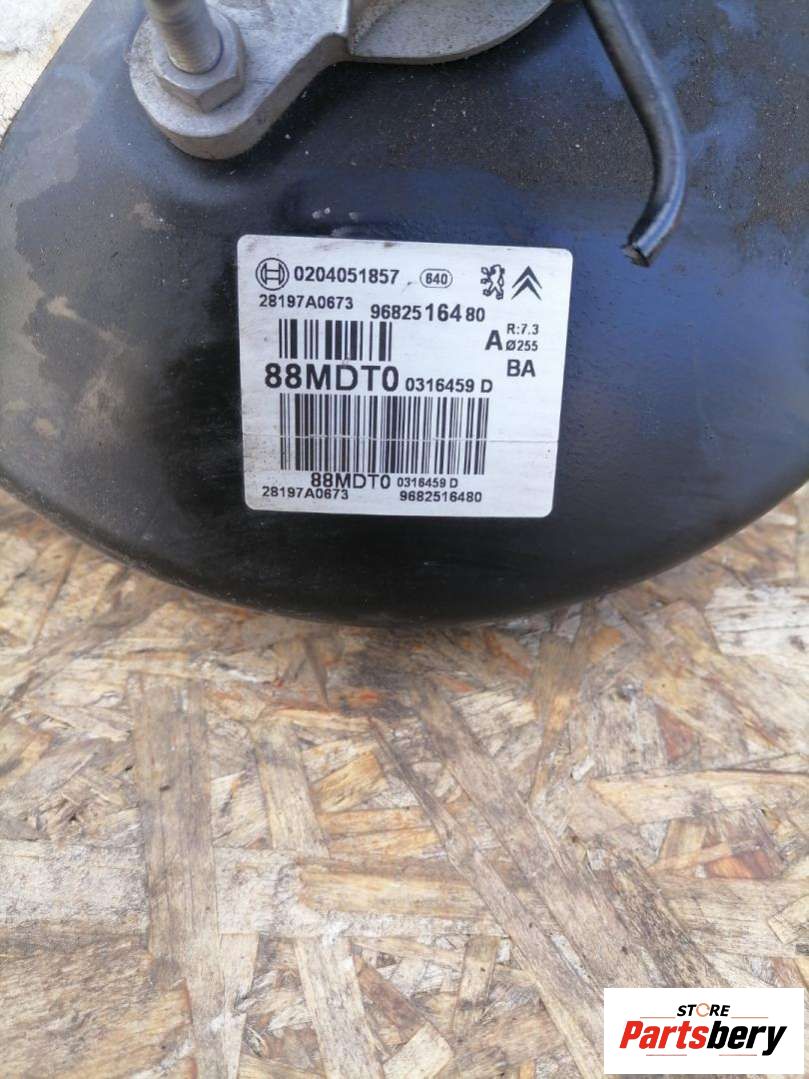 0204051857 640
28197A0673 9682516480
A R:7.3
Ø255
BA
88MDT0 0316459 D
88MDT0 0316459 D
28197A0673 9682516480
STORE
Partsbery